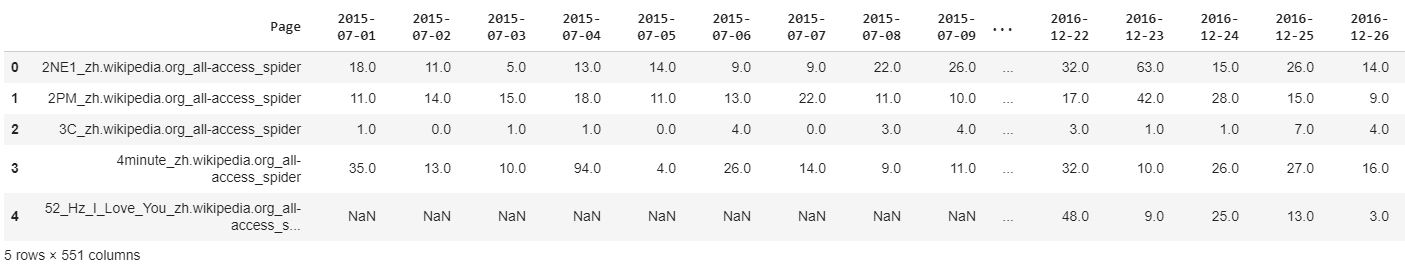 Page 2015-07-01 2015-07-02 2015-07-03 2015-07-04 2015-07-05 2015-07-06 2015-07-07 2015-07-08 2015-07-09 ... 2016-12-22 2016-12-23 2016-12-24 2016-12-25 2016-12-26
0 2NE1_zh.wikipedia.org_all-access_spider 18.0 11.0 5.0 13.0 14.0 9.0 9.0 22.0 26.0 ... 32.0 63.0 15.0 26.0 14.0
1 2PM_zh.wikipedia.org_all-access_spider 11.0 14.0 15.0 18.0 11.0 13.0 22.0 11.0 10.0 ... 17.0 42.0 28.0 15.0 9.0
2 3C_zh.wikipedia.org_all-access_spider 1.0 0.0 1.0 1.0 0.0 4.0 0.0 3.0 4.0 ... 3.0 1.0 1.0 7.0 4.0
3 4minute_zh.wikipedia.org_all-access_spider 35.0 13.0 10.0 94.0 4.0 26.0 14.0 9.0 11.0 ... 32.0 10.0 26.0 27.0 16.0
4 52_Hz_I_Love_You_zh.wikipedia.org_all-access_s... NaN NaN NaN NaN NaN NaN NaN NaN NaN ... 48.0 9.0 25.0 13.0 3.0
5 rows × 551 columns